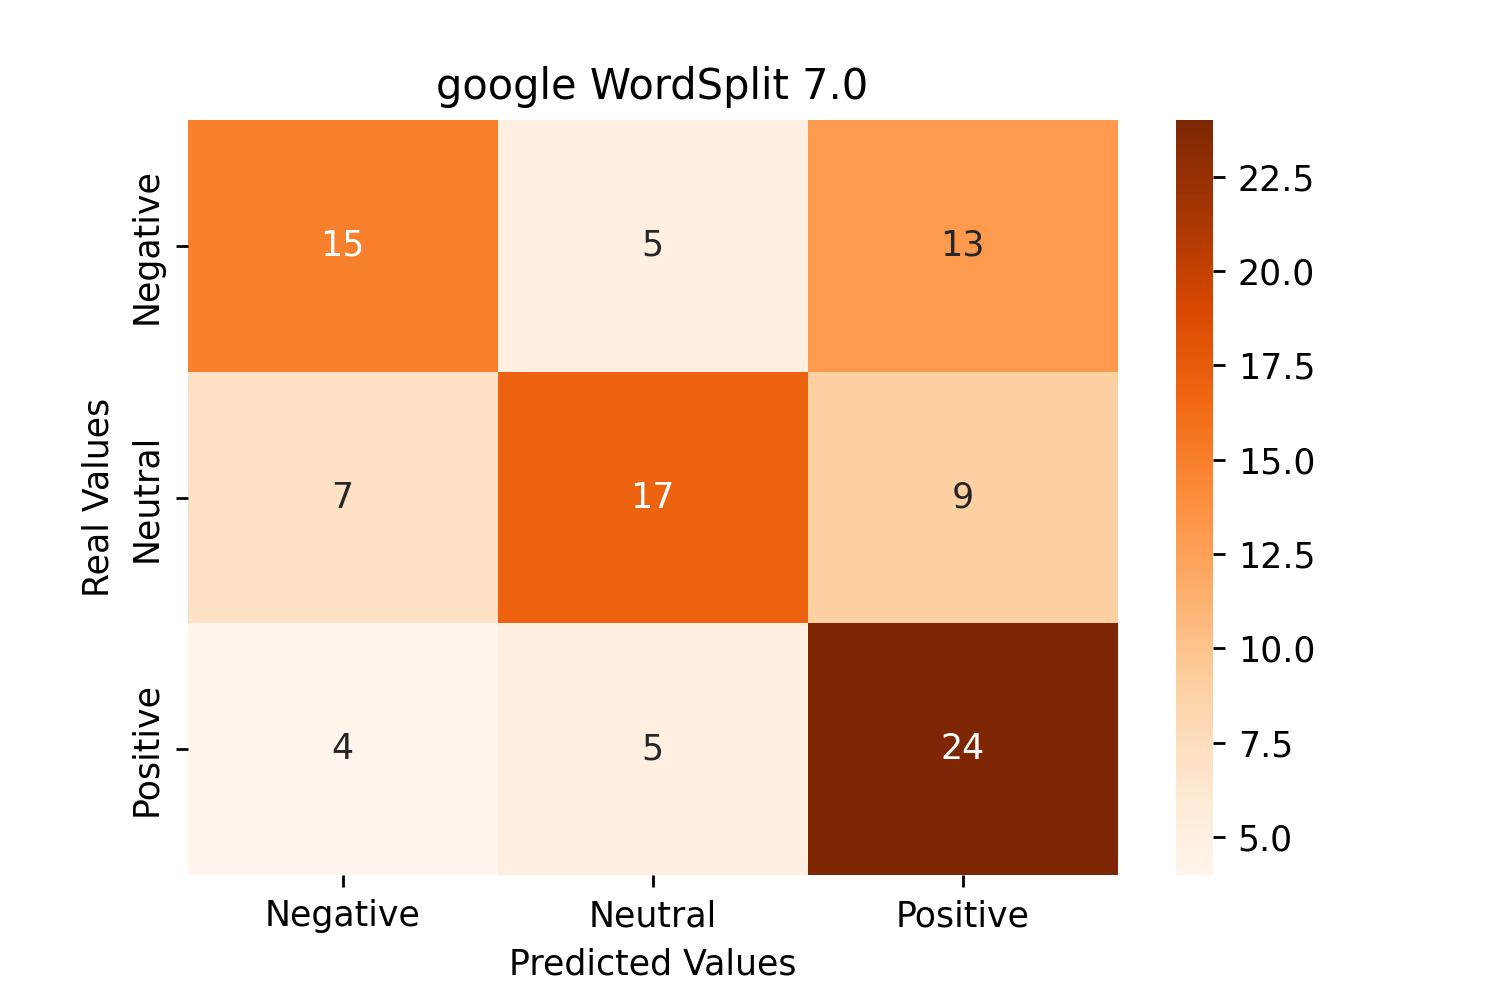 google WordSplit 7.0
Real Values
Negative
15 5 13
Neutral
7 17 9
Positive
4 5 24
Negative Neutral Positive
Predicted Values
22.5
20.0
17.5
15.0
12.5
10.0
7.5
5.0